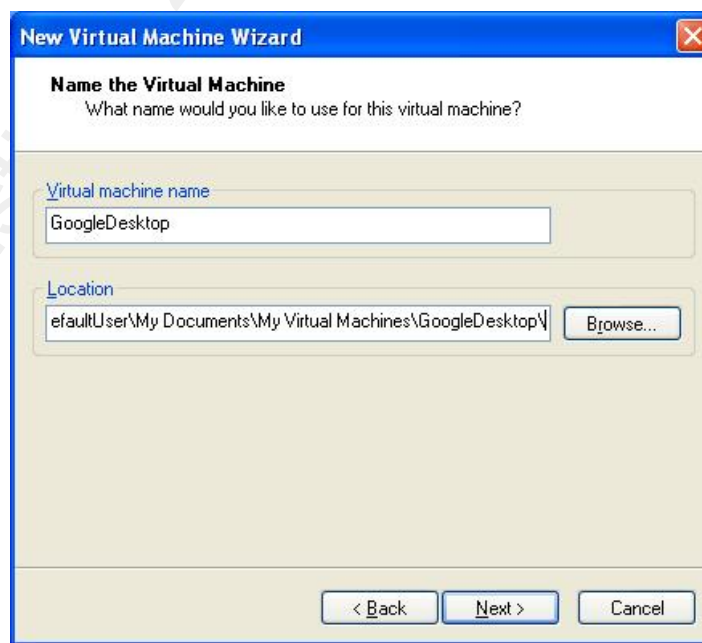 New Virtual Machine Wizard
Name the Virtual Machine
What name would you like to use for this virtual machine?
Virtual machine name
GoogleDesktop
Location
efaultUser\My Documents\My Virtual Machines\GoogleDesktop\
Browse...
< Back
Next >
Cancel